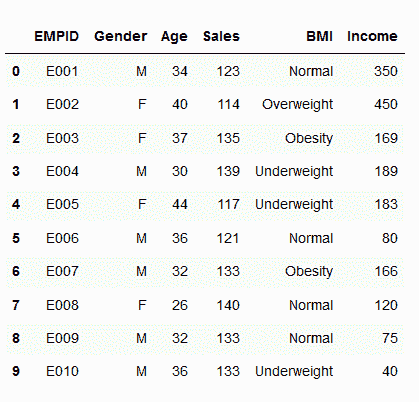 EMPID Gender Age Sales BMI Income
0 E001 M 34 123 Normal 350
1 E002 F 40 114 Overweight 450
2 E003 F 37 135 Obesity 169
3 E004 M 30 139 Underweight 189
4 E005 F 44 117 Underweight 183
5 E006 M 36 121 Normal 80
6 E007 M 32 133 Obesity 166
7 E008 F 26 140 Normal 120
8 E009 M 32 133 Normal 75
9 E010 M 36 133 Underweight 40